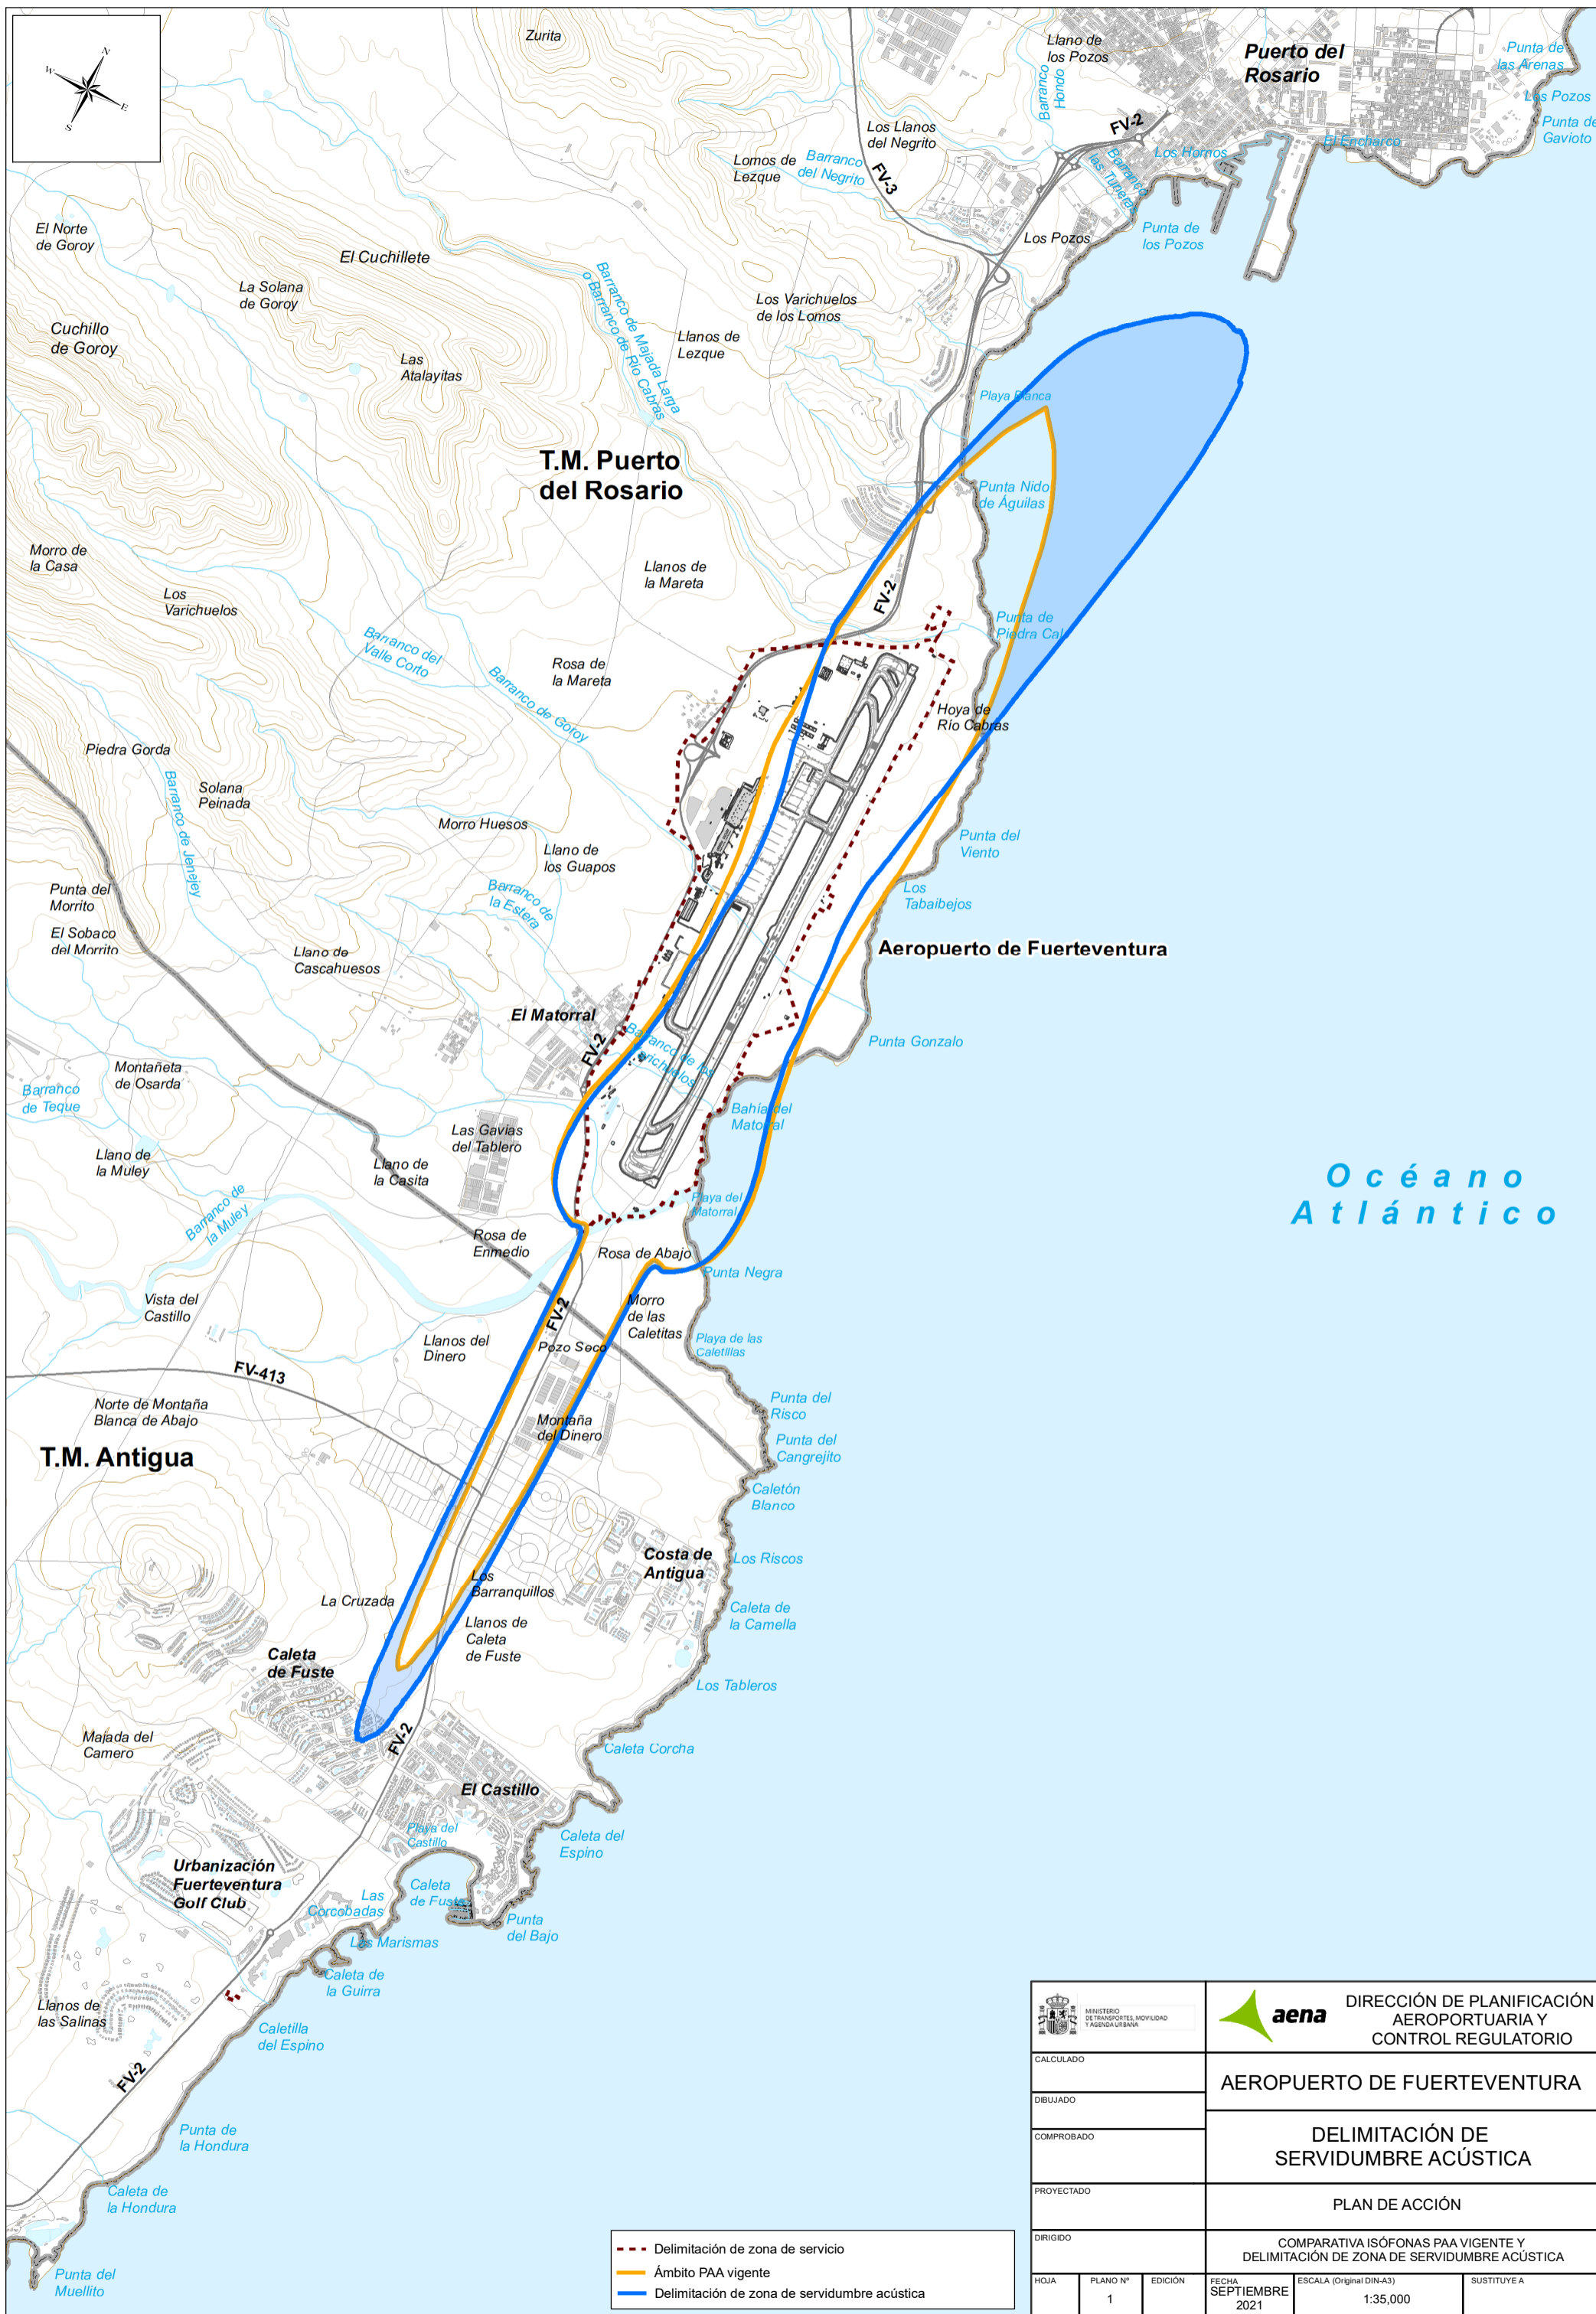 N
W
E
S
Zurita
Llano de
los Pozos
Puerto del
Rosario
Punta de
las Arenas
Los Pozos
Punta de
Gavioto
Barranco
Hondo
FV-2
Los Hornos
El Encharco
Barranco
las Tuneras
Los Llanos
del Negrito
Lomos de
Lezque
Barranco
del Negrito
FV-3
Los Pozos
Punta de
los Pozos
El Norte
de Goroy
El Cuchillete
La Solana
de Goroy
Barranco de Majada Larga
o Barranco de Río Cabras
Los Varichuelos
de los Lomos
Cuchillo
de Goroy
Llanos de
Lezque
Las
Atalayitas
Playa Blanca
T.M. Puerto
del Rosario
Punta Nido
de Águilas
Morro de
la Casa
Llanos de
la Mareta
Los
Varichuelos
FV-2
Punta de
Piedra Cal
Barranco del
Valle Corto
Rosa de
la Mareta
Barranco de Goroy
Hoya de
Río Cabras
Piedra Gorda
Barranco de Jenejey
Solana
Peinada
Morro Huesos
Llano de
los Guapos
Punta del
Viento
Punta del
Morrito
Barranco de
la Estera
Los
Tabaibejos
El Sobaco
del Morrito
Llano de
Cascahuesos
Aeropuerto de Fuerteventura
El Matorral
FV-2
Barranco de los
Varichuelos
Punta Gonzalo
Montañeta
de Osarda
Barranco
de Teque
Bahía del
Matorral
Las Gavias
del Tablero
Llano de
la Muley
Llano de
la Casita
Océano
Atlántico
Barranco de
la Muley
Playa del
Matorral
Rosa de
Enmedio
Rosa de Abajo
Punta Negra
Vista del
Castillo
FV-2
Morro
de las
Caletitas
Llanos del
Dinero
Pozo Seco
Playa de las
Caletillas
FV-413
Norte de Montaña
Blanca de Abajo
Punta del
Risco
Montaña
del Dinero
T.M. Antigua
Punta del
Cangrejito
Caletón
Blanco
Costa de
Antigua
Los Riscos
La Cruzada
Los
Barranquillos
Caleta de
la Camella
Llanos de
Caleta
de Fuste
Caleta
de Fuste
Los Tableros
Majada del
Camero
FV-2
Caleta Corcha
El Castillo
Playa del
Castillo
Caleta del
Espino
Urbanización
Fuerteventura
Golf Club
Las
Corcobadas
Caleta
de Fuste
Punta
del Bajo
Las Marismas
Caleta de
la Guirra
Llanos de
las Salinas
Caletilla
del Espino
FV-2
Punta de
la Hondura
Caleta de
la Hondura
Punta del
Muellito
Delimitación de zona de servicio
Ámbito PAA vigente
Delimitación de zona de servidumbre acústica
MINISTERIO
DE TRANSPORTES, MOVILIDAD
Y AGENDA URBANA
aena
DIRECCIÓN DE PLANIFICACIÓN
AEROPORTUARIA Y
CONTROL REGULATORIO
CALCULADO
AEROPUERTO DE FUERTEVENTURA
DIBUJADO
COMPROBADO
DELIMITACIÓN DE
SERVIDUMBRE ACÚSTICA
PROYECTADO
PLAN DE ACCIÓN
DIRIGIDO
COMPARATIVA ISÓFONAS PAA VIGENTE Y
DELIMITACIÓN DE ZONA DE SERVIDUMBRE ACÚSTICA
HOJA
PLANO Nº
1
EDICIÓN
FECHA
SEPTIEMBRE
2021
ESCALA (Original DIN-A3)
1:35,000
SUSTITUYE A